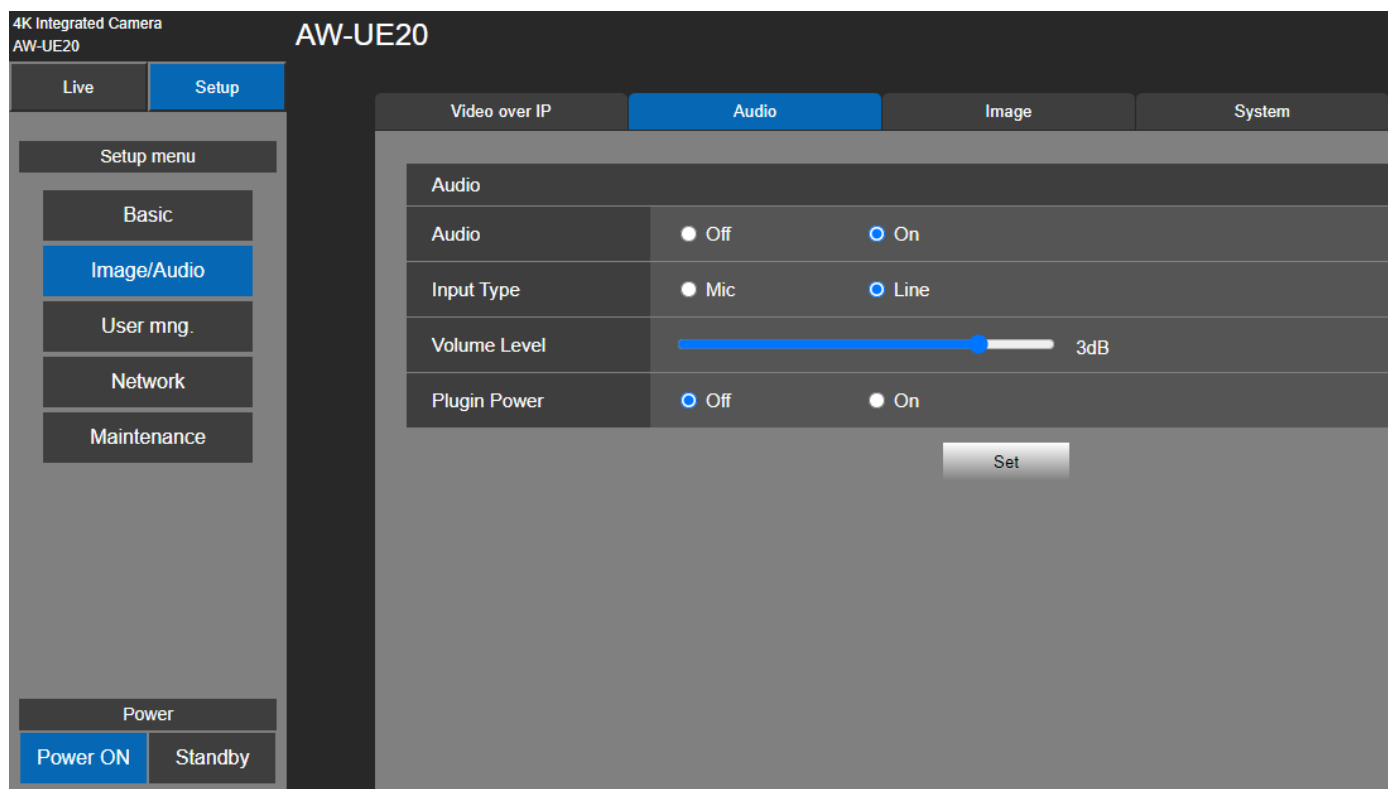 4K Integrated Camera
AW-UE20
AW-UE20
Live Setup
Video over IP Audio Image System
Setup menu
Basic
Image/Audio
User mng.
Network
Maintenance
Audio
Audio Off On
Input Type Mic Line
Volume Level 3dB
Plugin Power Off On
Set
Power
Power ON Standby